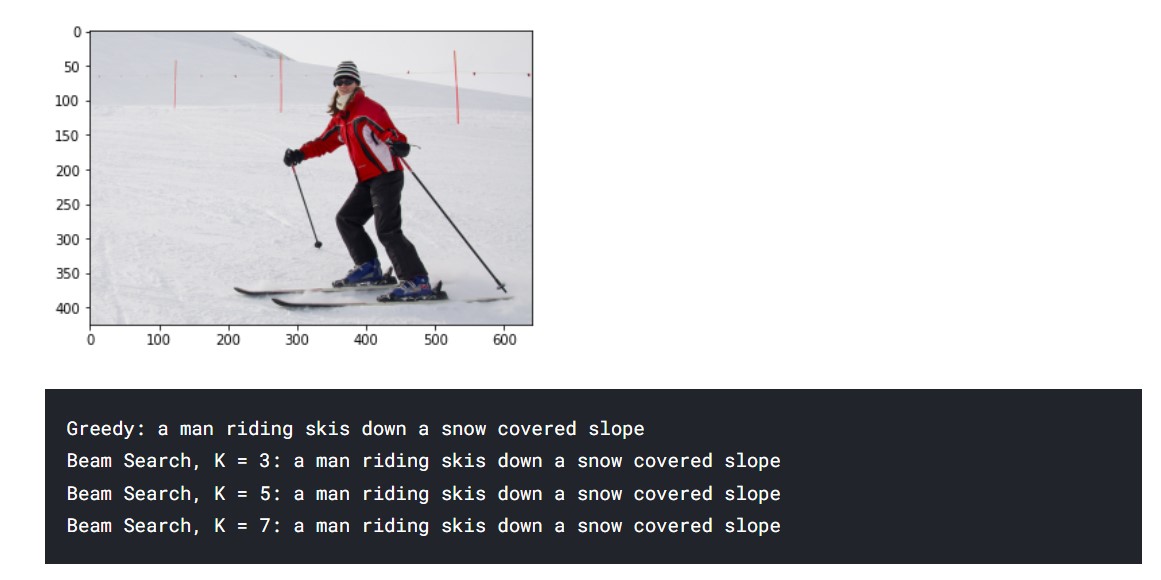 0
50
100
150
200
250
300
350
400
0 100 200 300 400 500 600
Greedy: a man riding skis down a snow covered slope
Beam Search, K = 3: a man riding skis down a snow covered slope
Beam Search, K = 5: a man riding skis down a snow covered slope
Beam Search, K = 7: a man riding skis down a snow covered slope